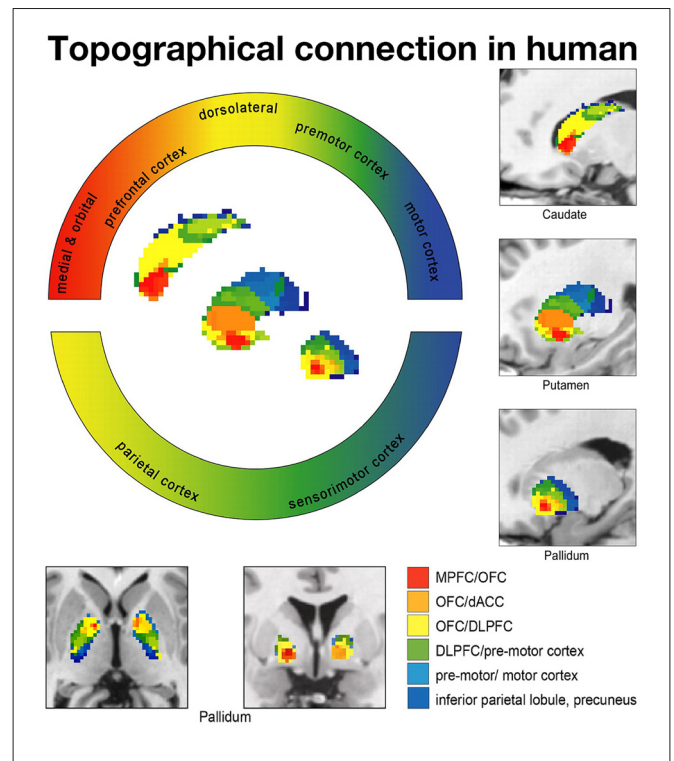 Topographical connection in human
medial & orbital
prefrontal cortex
dorsolateral
premotor cortex
motor cortex
parietal cortex
sensorimotor cortex
Caudate
Putamen
Pallidum
Pallidum
MPFC/OFC
OFC/dACC
OFC/DLPFC
DLPFC/pre-motor cortex
pre-motor/ motor cortex
inferior parietal lobule, precuneus